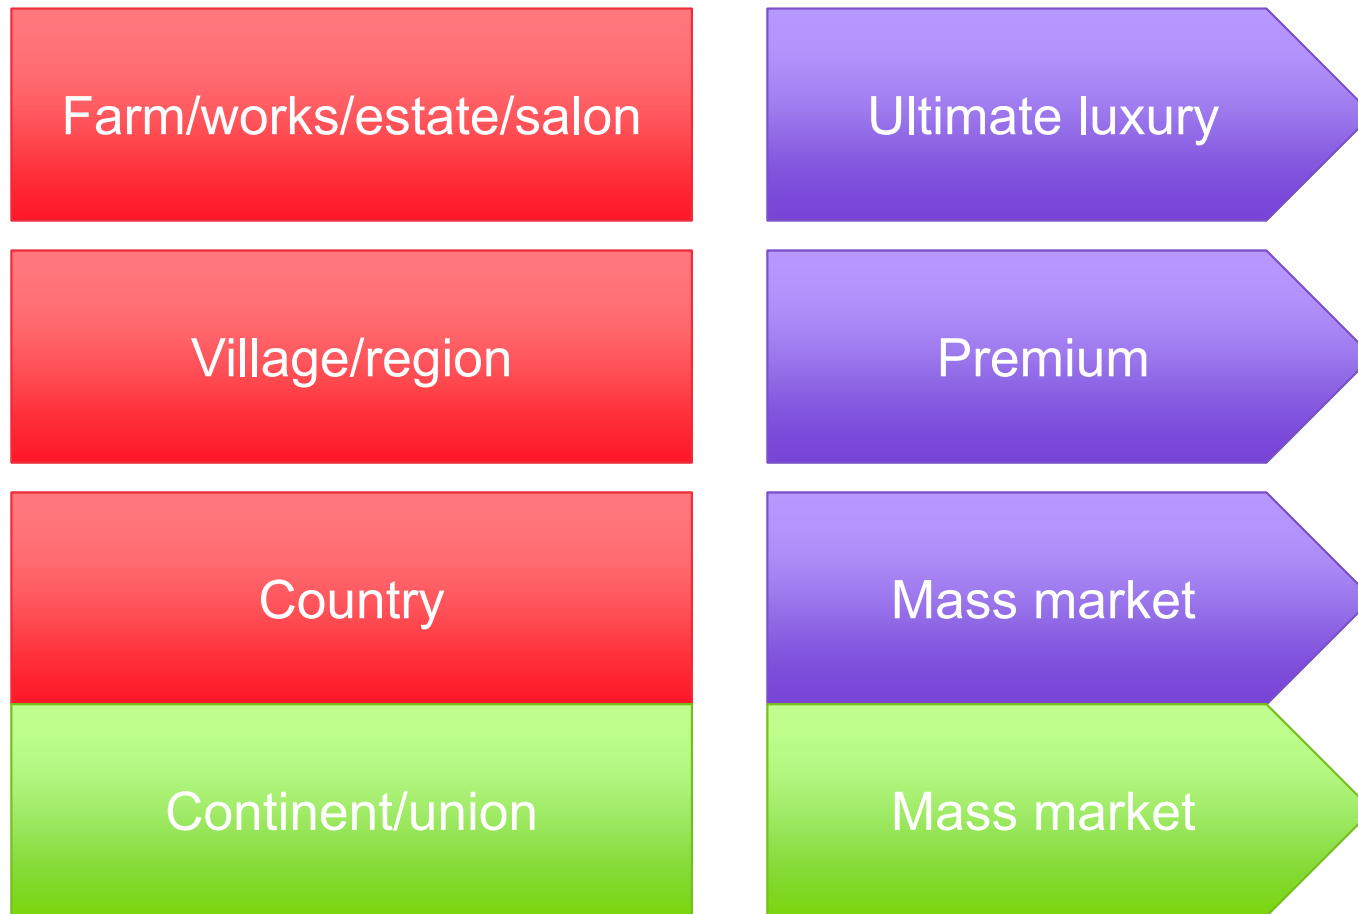 Farm/works/estate/salon
Ultimate luxury
Village/region
Premium
Country
Mass market
Continent/union
Mass market